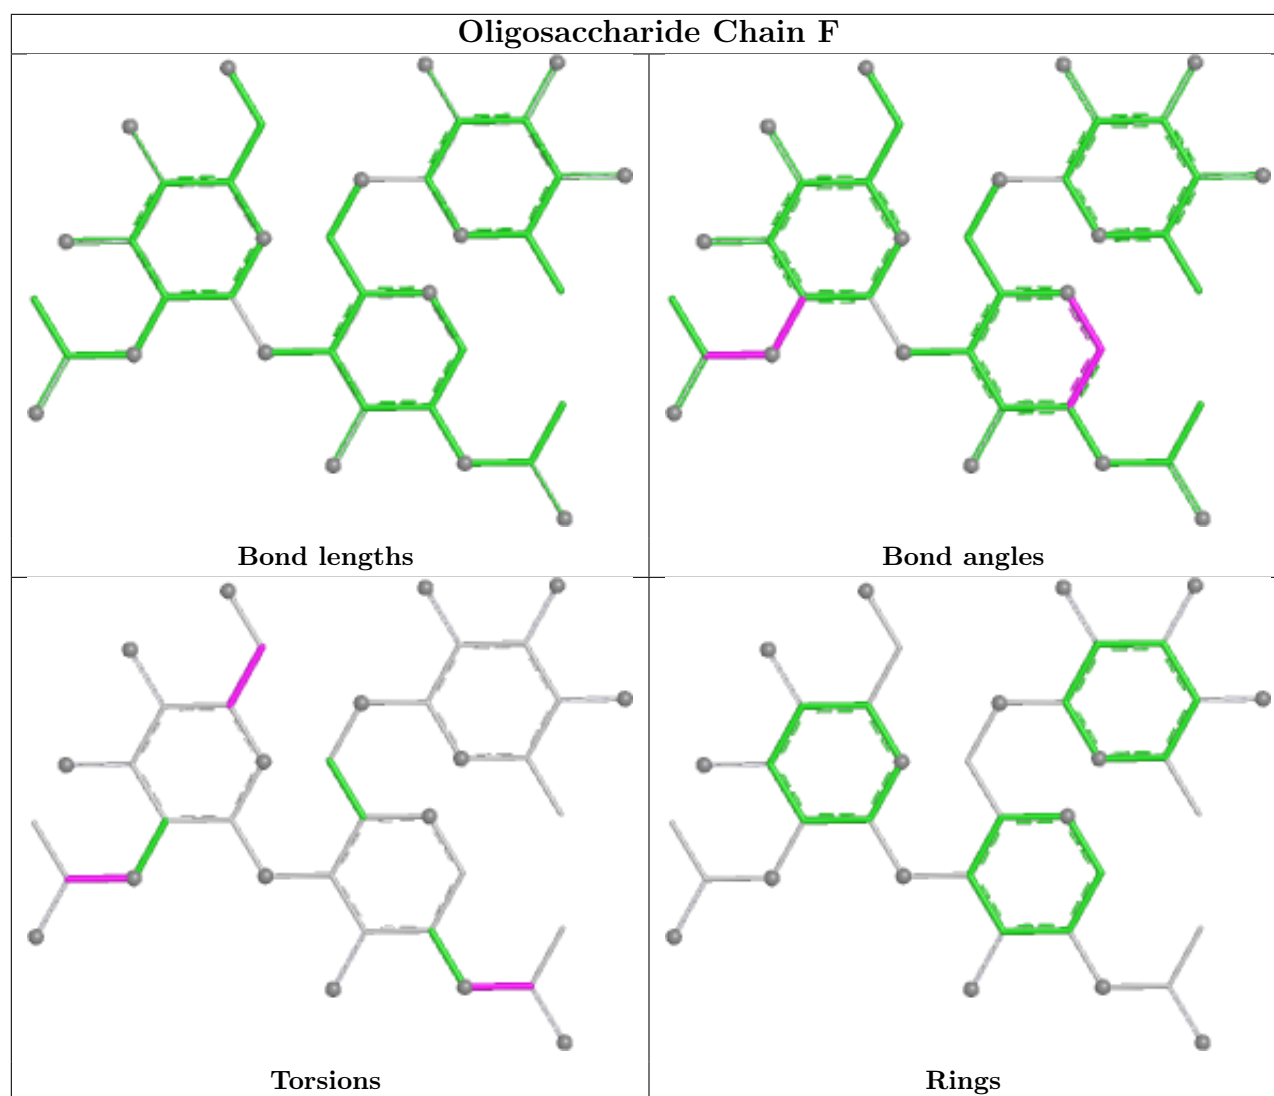 Oligosaccharide Chain F
Bond lengths
Bond angles
Torsions
Rings